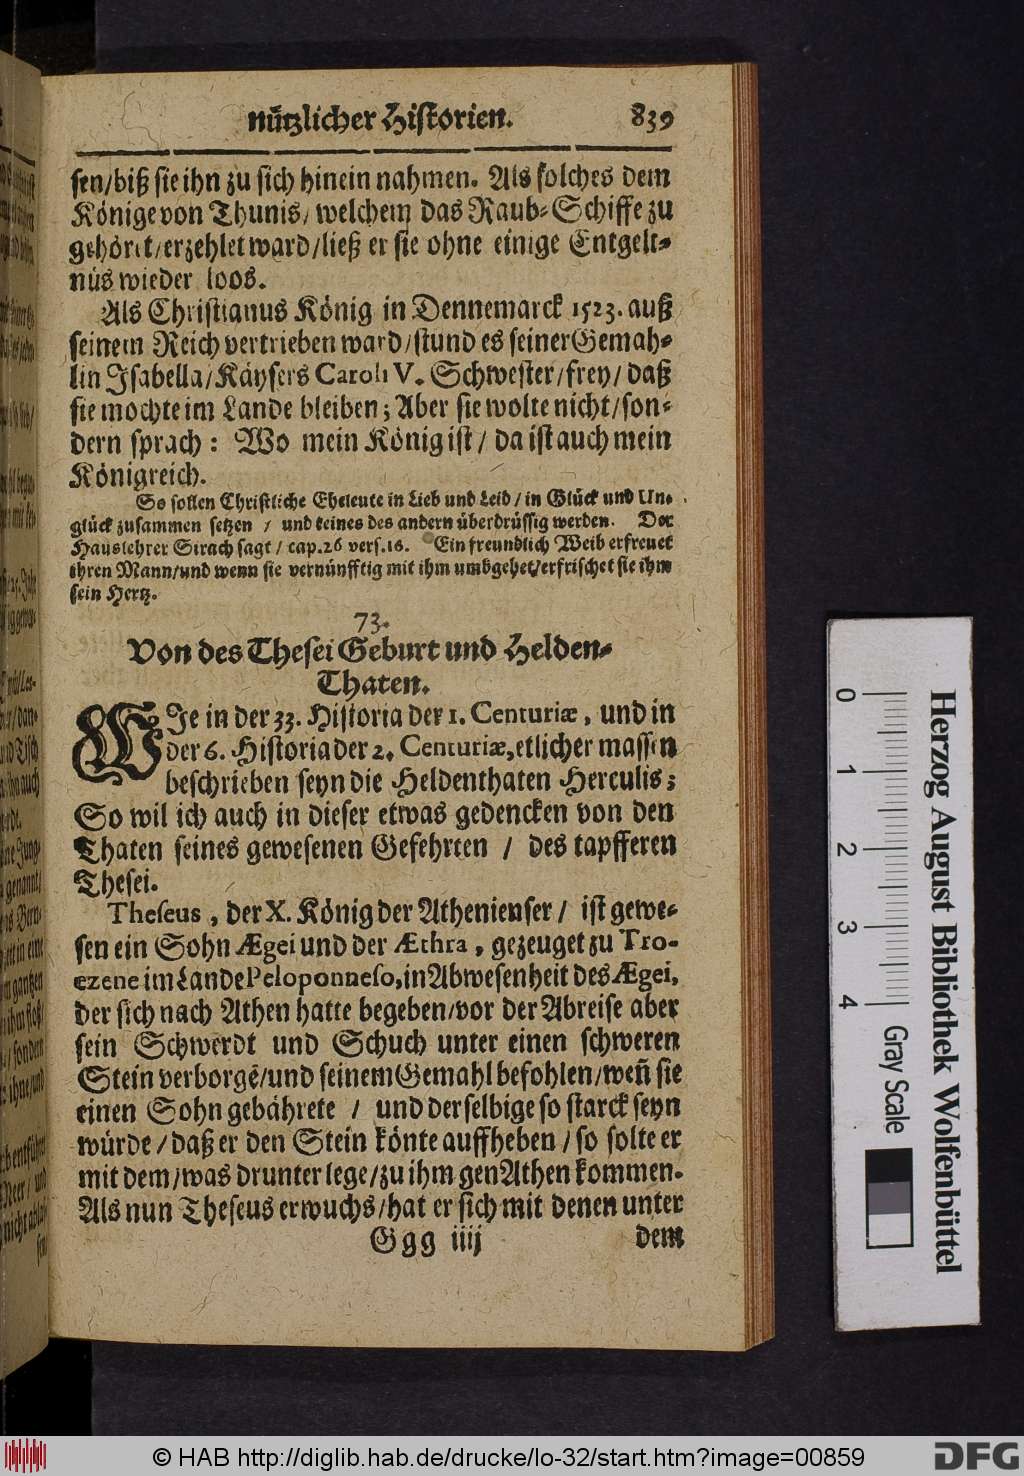 nützlicher Historien. 839
sen/biß sie ihn zu sich hinein nahmen. Als solches dem
Könige von Thunis/ welchem das Raub-Schiffe zu
gehöret/erzehlet ward/ließ er sie ohne einige Entgelt-
nüs wieder loos.
Als Christianus König in Dennemarck 1523. auß
seinem Reich vertrieben ward/stund es seiner Gemah-
lin Isabella/Käysers Caroli V. Schwester/frey/ daß
sie mochte im Lande bleiben; Aber sie wolte nicht/son-
dern sprach: Wo mein König ist/ da ist auch mein
Königreich.
So sollen Christliche Eheleute in Lieb und Leid/in Glück und Un-
glück zusammen setzen / und keines des andern überdrüssig werden. Der
Hauslehrer Sirach sagt/ cap.26 vers.16. Ein freundlich Weib erfreuet
ihren Mann/und wenn sie vernünfftig mit ihm umbgehet/erfrischet sie ihm
sein Hertz.
73.
Von des Thesei Geburt und Helden-
Thaten.
WIe in der 33. Historia der 1. Centuriæ, und in
der 6. Historia der 2. Centuriæ, etlicher massen
beschrieben seyn die Heldenthaten Herculis;
So wil ich auch in dieser etwas gedencken von den
Thaten seines gewesenen Gefehrten / des tapfferen
Thesei.
Theseus, der X. König der Athenienser/ ist gewe-
sen ein Sohn Ægei und der Æthra, gezeuget zu Tro-
ezene im Lande Peloponneso, in Abwesenheit des Ægei,
der sich nach Athen hatte begeben/vor der Abreise aber
sein Schwerdt und Schuch unter einen schweren
Stein verborgē/und seinem Gemahl befohlen/weñ sie
einen Sohn gebährete / und derselbige so starck seyn
würde/daß er den Stein könte auffheben/so solte er
mit dem/was drunter lege/zu ihm gen Athen kommen.
Als nun Theseus erwuchs/hat er sich mit denen unter
Ggg iiij dem
0 1 2 3 4 Gray Scale
Herzog August Bibliothek Wolfenbüttel
© HAB http://diglib.hab.de/drucke/lo-32/start.htm?image=00859
DFG